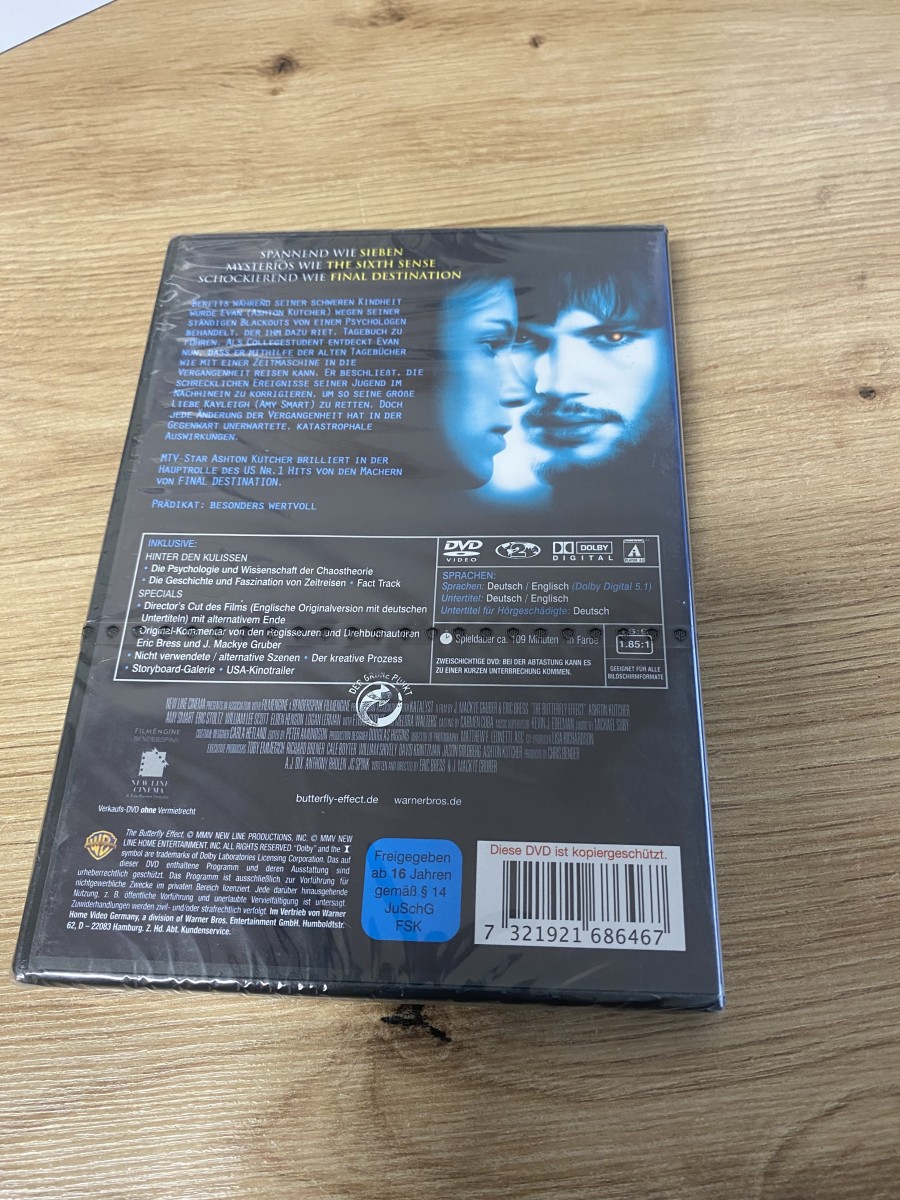 SPANNEND WIE SIEBEN
MYSTERIÖS WIE THE SIXTH SENSE
SCHOCKIEREND WIE FINAL DESTINATION
BEREITS WÄHREND SEINER SCHWEREN KINDHEIT
WURDE EVAN (ASHTON KUTCHER) WEGEN SEINER
STÄNDIGEN BLACKOUTS VON EINEM PSYCHOLOGEN
BEHANDELT, DER IHM DAZU RIET, TAGEBUCH ZU
FÜHREN. ALS COLLEGESTUDENT ENTDECKT EVAN
NUN, DASS ER MITHILFE DER ALTEN TAGEBÜCHER
WIE MIT EINER ZEITMASCHINE IN DIE
VERGANGENHEIT REISEN KANN. ER BESCHLIEßT, DIE
SCHRECKLICHEN EREIGNISSE SEINER JUGEND IM
NACHHINEIN ZU KORRIGIEREN, UM SO SEINE GROßE
LIEBE KAYLEIGH (AMY SMART) ZU RETTEN. DOCH
JEDE ÄNDERUNG DER VERGANGENHEIT HAT IN DER
GEGENWART UNERWARTETE, KATASTROPHALE
AUSWIRKUNGEN.
MTV-STAR ASHTON KUTCHER BRILLIERT IN DER
HAUPTROLLE DES US NR.1 HITS VON DEN MACHERN
VON FINAL DESTINATION.
PRÄDIKAT: BESONDERS WERTVOLL
INKLUSIVE:
HINTER DEN KULISSEN
• Die Psychologie und Wissenschaft der Chaostheorie
• Die Geschichte und Faszination von Zeitreisen • Fact Track
SPECIALS
• Director's Cut des Films (Englische Originalversion mit deutschen
Untertiteln) mit alternativem Ende
• Original-Kommentar von den Regisseuren und Drehbuchautoren
Eric Bress und J. Mackye Gruber
• Nicht verwendete / alternative Szenen • Der kreative Prozess
• Storyboard-Galerie • USA-Kinotrailer
DVD VIDEO 2 DOLBY DIGITAL A
SPRACHEN:
Sprachen: Deutsch / Englisch (Dolby Digital 5.1)
Untertitel: Deutsch / Englisch
Untertitel für Hörgeschädigte: Deutsch
Spieldauer ca. 109 Minuten in Farbe
1.85:1
ZWEISCHICHTIGE DVD: BEI DER ABTASTUNG KANN ES
ZU EINER KURZEN UNTERBRECHUNG KOMMEN.
GEEIGNET FÜR ALLE
BILDSCHIRMFORMATE
DER GRÜNE PUNKT
FILMENGINE
BENDERSPINK
NEW LINE
CINEMA
butterfly-effect.de warnerbros.de
Verkaufs-DVD ohne Vermietrecht
The Butterfly Effect, © MMV NEW LINE PRODUCTIONS, INC. © MMV NEW
LINE HOME ENTERTAINMENT, INC. ALL RIGHTS RESERVED. "Dolby" and the
symbol are trademarks of Dolby Laboratories Licensing Corporation. Das auf
dieser DVD enthaltene Programm und deren Ausstattung sind
urheberrechtlich geschützt. Das Programm ist ausschließlich zur Vorführung für
nichtgewerbliche Zwecke im privaten Bereich lizenziert. Jede darüber hinausgehende
Nutzung, z. B. öffentliche Vorführung und unerlaubte Vervielfältigung ist untersagt.
Zuwiderhandlungen werden zivil- und/oder strafrechtlich verfolgt. Im Vertrieb von Warner
Home Video Germany, a division of Warner Bros. Entertainment GmbH, Humboldtstr.
62, D – 22083 Hamburg. Z. Hd. Abt. Kundenservice.
WB
Freigegeben
ab 16 Jahren
gemäß § 14
JuSchG
FSK
Diese DVD ist kopiergeschützt.
7 321921 686467